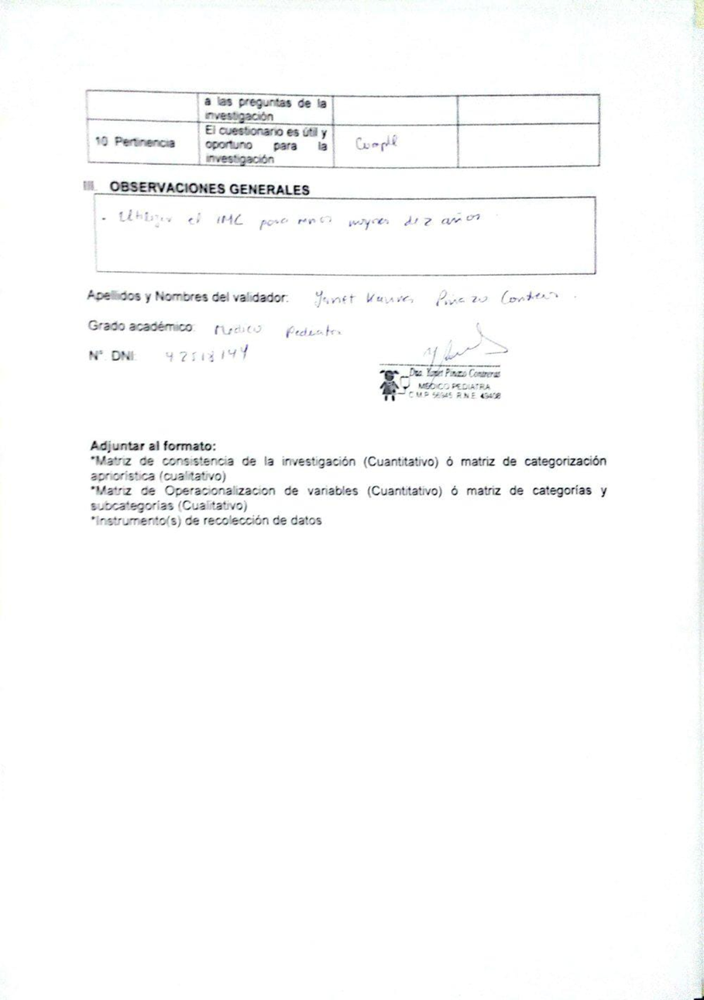 a las preguntas de la
investigación
10 Pertinencia
El cuestionario es útil y
oportuno para la
investigación
Cumple
III. OBSERVACIONES GENERALES
- Utilizar el IMC para niños mayores de 2 años
Apellidos y Nombres del validador: Yanet Pinazo Contreras.
Grado académico: Medico Pediatra
N° DNI:
Dra. Yanet Pinazo Contreras
MEDICO PEDIATRA
C.M.P. 56945 R.N.E. 49408
Adjuntar al formato:
*Matriz de consistencia de la investigación (Cuantitativo) ó matriz de categorización
apriorística (cualitativo)
*Matriz de Operacionalizacion de variables (Cuantitativo) ó matriz de categorías y
subcategorías (Cualitativo)
*Instrumento(s) de recolección de datos